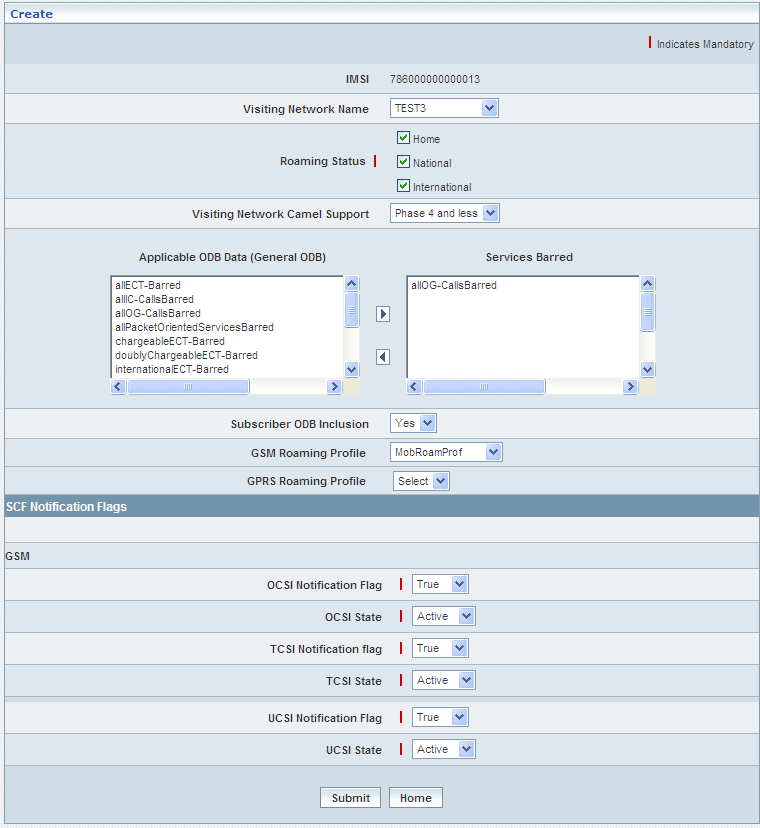 Create
Indicates Mandatory
IMSI 786000000000013
Visiting Network Name TEST3
Roaming Status
Home
National
International
Visiting Network Camel Support Phase 4 and less
Applicable ODB Data (General ODB) Services Barred
allECT-Barred allOG-CallsBarred
allIC-CallsBarred
allOG-CallsBarred
allPacketOrientedServicesBarred
chargeableECT-Barred
doublyChargeableECT-Barred
internationalECT-Barred
Subscriber ODB Inclusion Yes
GSM Roaming Profile MobRoamProf
GPRS Roaming Profile Select
SCF Notification Flags
GSM
OCSI Notification Flag True
OCSI State Active
TCSI Notification flag True
TCSI State Active
UCSI Notification Flag True
UCSI State Active
Submit Home